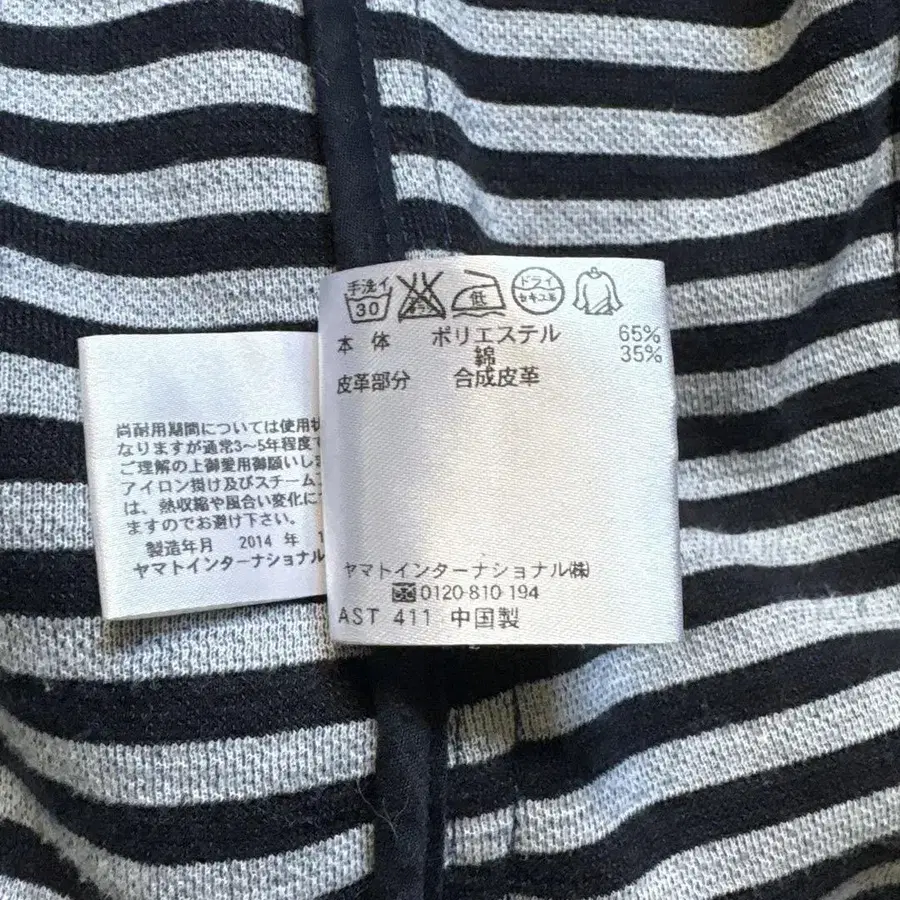 尚耐用期間については使用状
なりますが通常3〜5年程度で
ご理解の上御愛用御願いしま
アイロン掛け及びスチーム
は、熱収縮や風合い変化に
ますのでお避け下さい。
製造年月 2014 年 1
ヤマトインターナショナル
手洗イ
30
低
ドライ
セキユ系
本体 ポリエステル 65%
綿 35%
皮革部分 合成皮革
ヤマトインターナショナル㈱
0120-810-194
AST 411 中国製